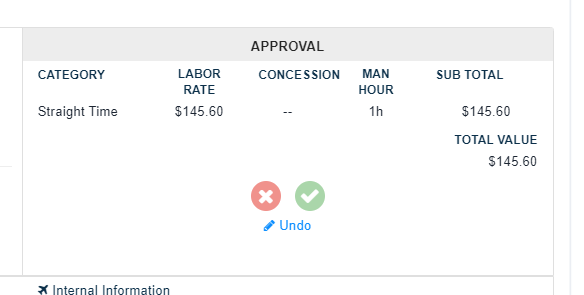 APPROVAL
CATEGORY LABOR RATE CONCESSION MAN HOUR SUB TOTAL
Straight Time $145.60 -- 1h $145.60
TOTAL VALUE
$145.60
Undo
Internal Information